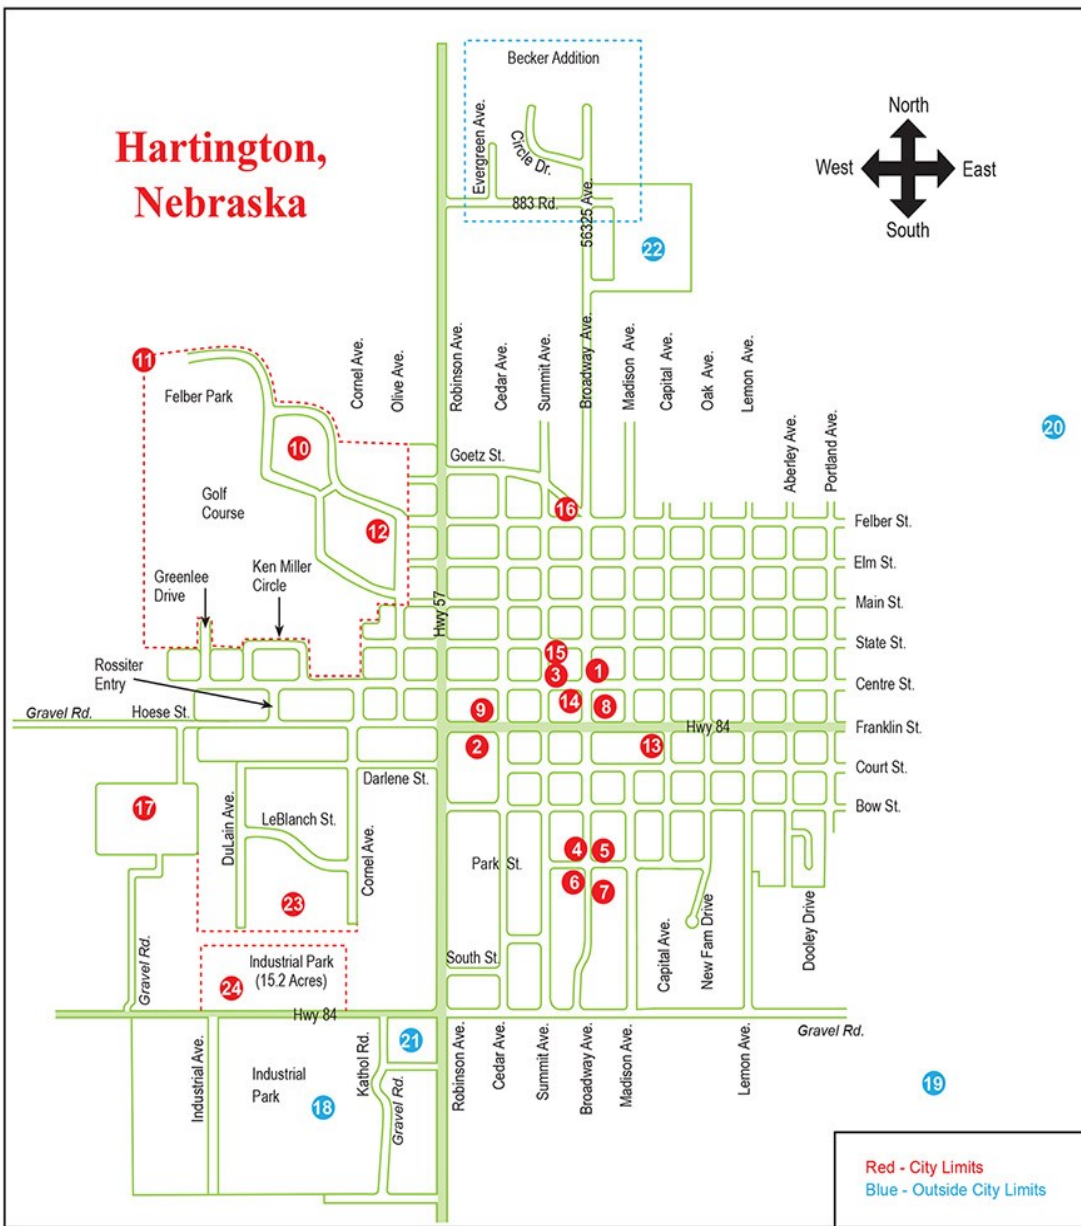 Becker Addition
Hartington,
Nebraska
North
West
East
South
Evergreen Ave.
Circle Dr.
883 Rd.
56325 Ave.
22
11
Felber Park
Cornel Ave.
Olive Ave.
Robinson Ave.
Cedar Ave.
Summit Ave.
Broadway Ave.
Madison Ave.
Capital Ave.
Oak Ave.
Lemon Ave.
Aberley Ave.
Portland Ave.
20
10
Goetz St.
Golf
Course
12
16
Felber St.
Elm St.
Greenlee
Drive
Ken Miller
Circle
Hwy 57
Main St.
State St.
15
3
1
Centre St.
Rossiter
Entry
Gravel Rd.
Hoese St.
9
14
8
Hwy 84
Franklin St.
2
13
Court St.
Darlene St.
Bow St.
17
DuLain Ave.
LeBlanch St.
Cornel Ave.
Park St.
4
5
6
7
23
Capital Ave.
New Fam Drive
Dooley Drive
Gravel Rd.
Industrial Park
(15.2 Acres)
24
South St.
Hwy 84
Gravel Rd.
Industrial Ave.
Industrial
Park
18
Kathol Rd.
21
Gravel Rd.
Robinson Ave.
Cedar Ave.
Summit Ave.
Broadway Ave.
Madison Ave.
Lemon Ave.
19
Red - City Limits
Blue - Outside City Limits